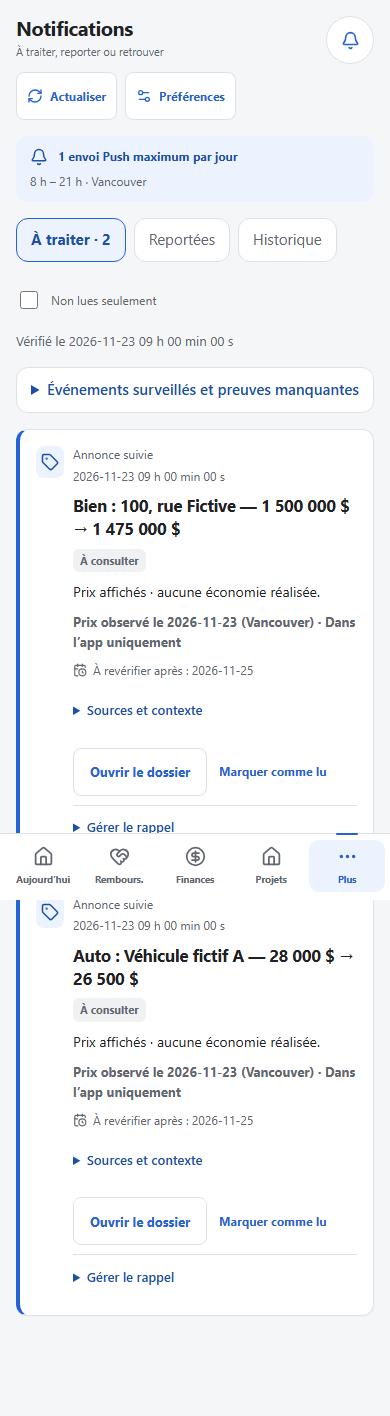 Notifications
À traiter, reporter ou retrouver
Actualiser
Préférences
1 envoi Push maximum par jour
8 h – 21 h · Vancouver
À traiter · 2
Reportées
Historique
Non lues seulement
Vérifié le 2026-11-23 09 h 00 min 00 s
Événements surveillés et preuves manquantes
Annonce suivie
2026-11-23 09 h 00 min 00 s
Bien : 100, rue Fictive — 1 500 000 $
→ 1 475 000 $
À consulter
Prix affichés · aucune économie réalisée.
Prix observé le 2026-11-23 (Vancouver) · Dans
l’app uniquement
À revérifier après : 2026-11-25
Sources et contexte
Ouvrir le dossier
Marquer comme lu
Gérer le rappel
Aujourd’hui
Rembours.
Finances
Projets
Plus
Annonce suivie
2026-11-23 09 h 00 min 00 s
Auto : Véhicule fictif A — 28 000 $ →
26 500 $
À consulter
Prix affichés · aucune économie réalisée.
Prix observé le 2026-11-23 (Vancouver) · Dans
l’app uniquement
À revérifier après : 2026-11-25
Sources et contexte
Ouvrir le dossier
Marquer comme lu
Gérer le rappel